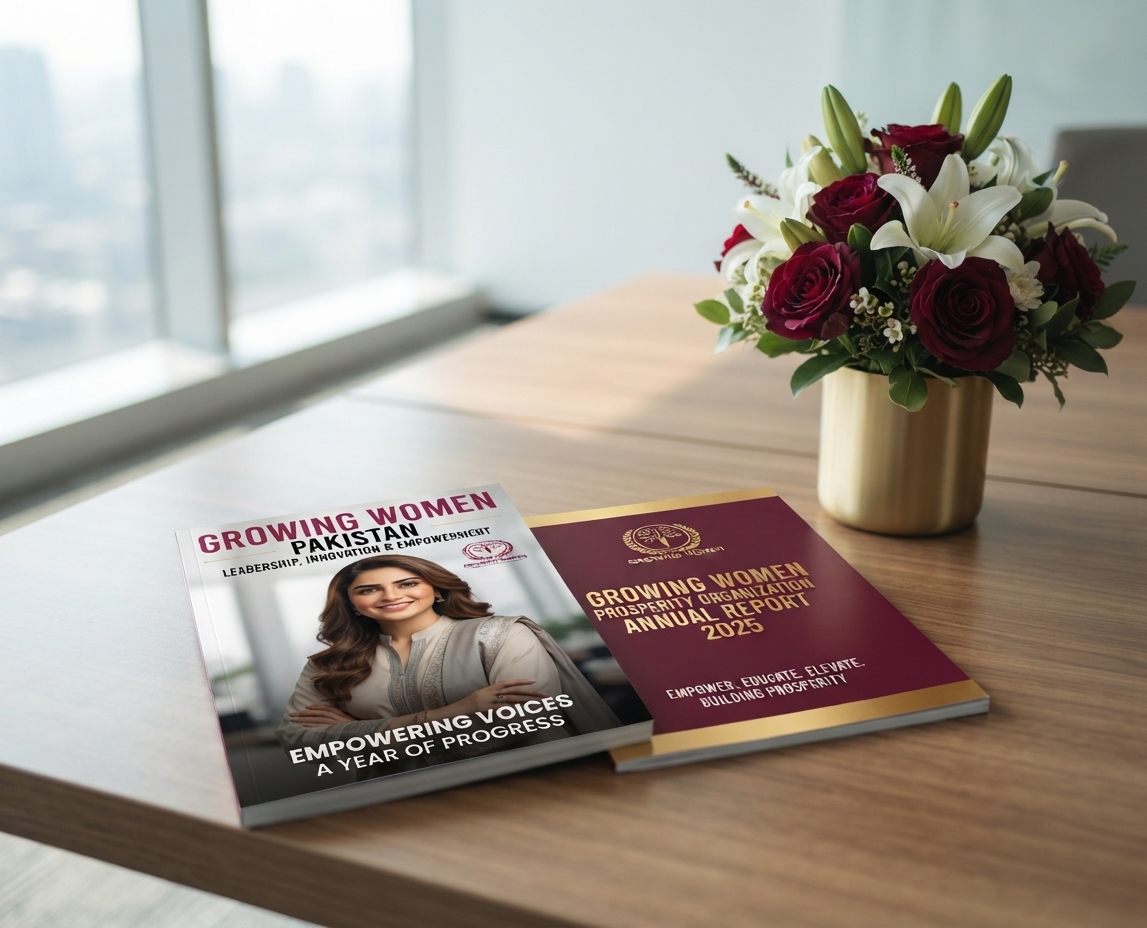 GROWING WOMEN
PAKISTAN
LEADERSHIP, INNOVATION & EMPOWERMENT
EMPOWERING VOICES
A YEAR OF PROGRESS
GROWING WOMEN
PROSPERITY ORGANIZATION
ANNUAL REPORT
2025
EMPOWER. EDUCATE. ELEVATE.
BUILDING PROSPERITY